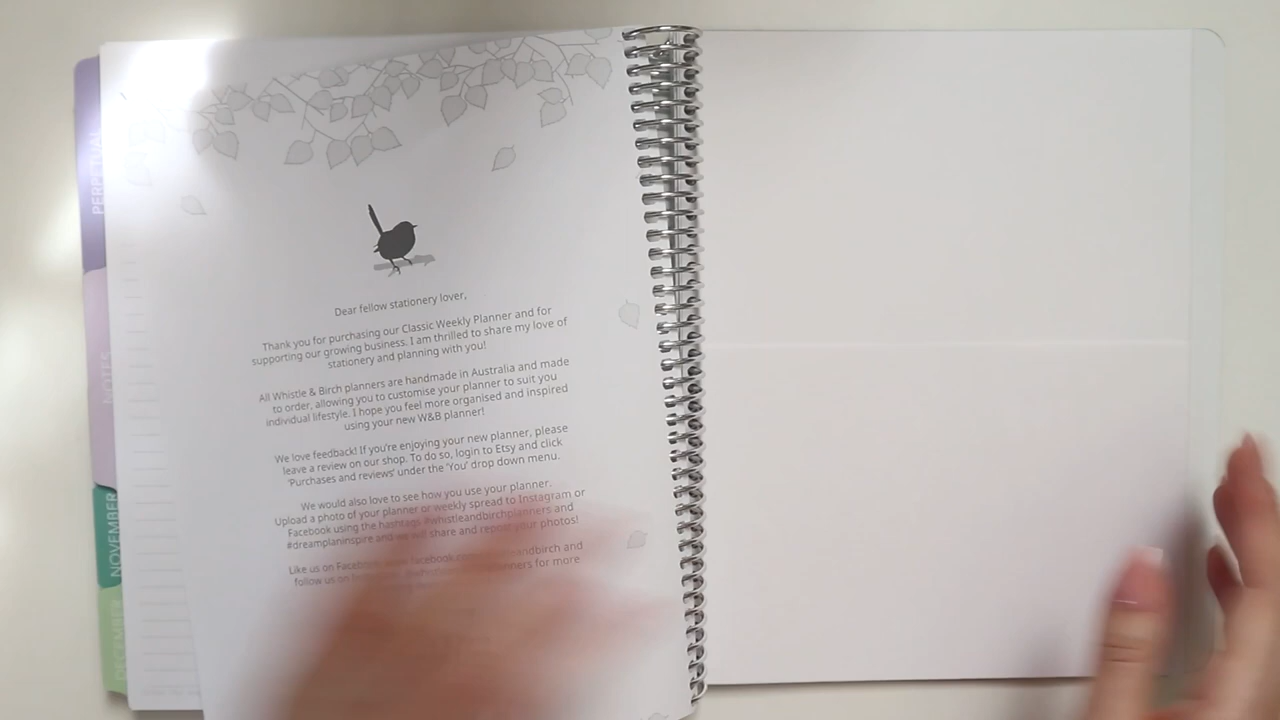 PERPETUAL
NOTES
NOVEMBER
DECEMBER
Dear fellow stationery lover,
Thank you for purchasing our Classic Weekly Planner and for
supporting our growing business. I am thrilled to share my love of
stationery and planning with you!
All Whistle & Birch planners are handmade in Australia and made
to order, allowing you to customise your planner to suit you
individual lifestyle. I hope you feel more organised and inspired
using your new W&B planner!
We love feedback! If you're enjoying your new planner, please
leave a review on our shop. To do so, login to Etsy and click
'Purchases and reviews' under the 'You' drop down menu.
We would also love to see how you use your planner.
Upload a photo of your planner or weekly spread to Instagram or
Facebook using the hashtags #whistleandbirchplanners and
#dreamplaninspire and we will share and repost your photos!
Like us on Facebook and
follow us on for more